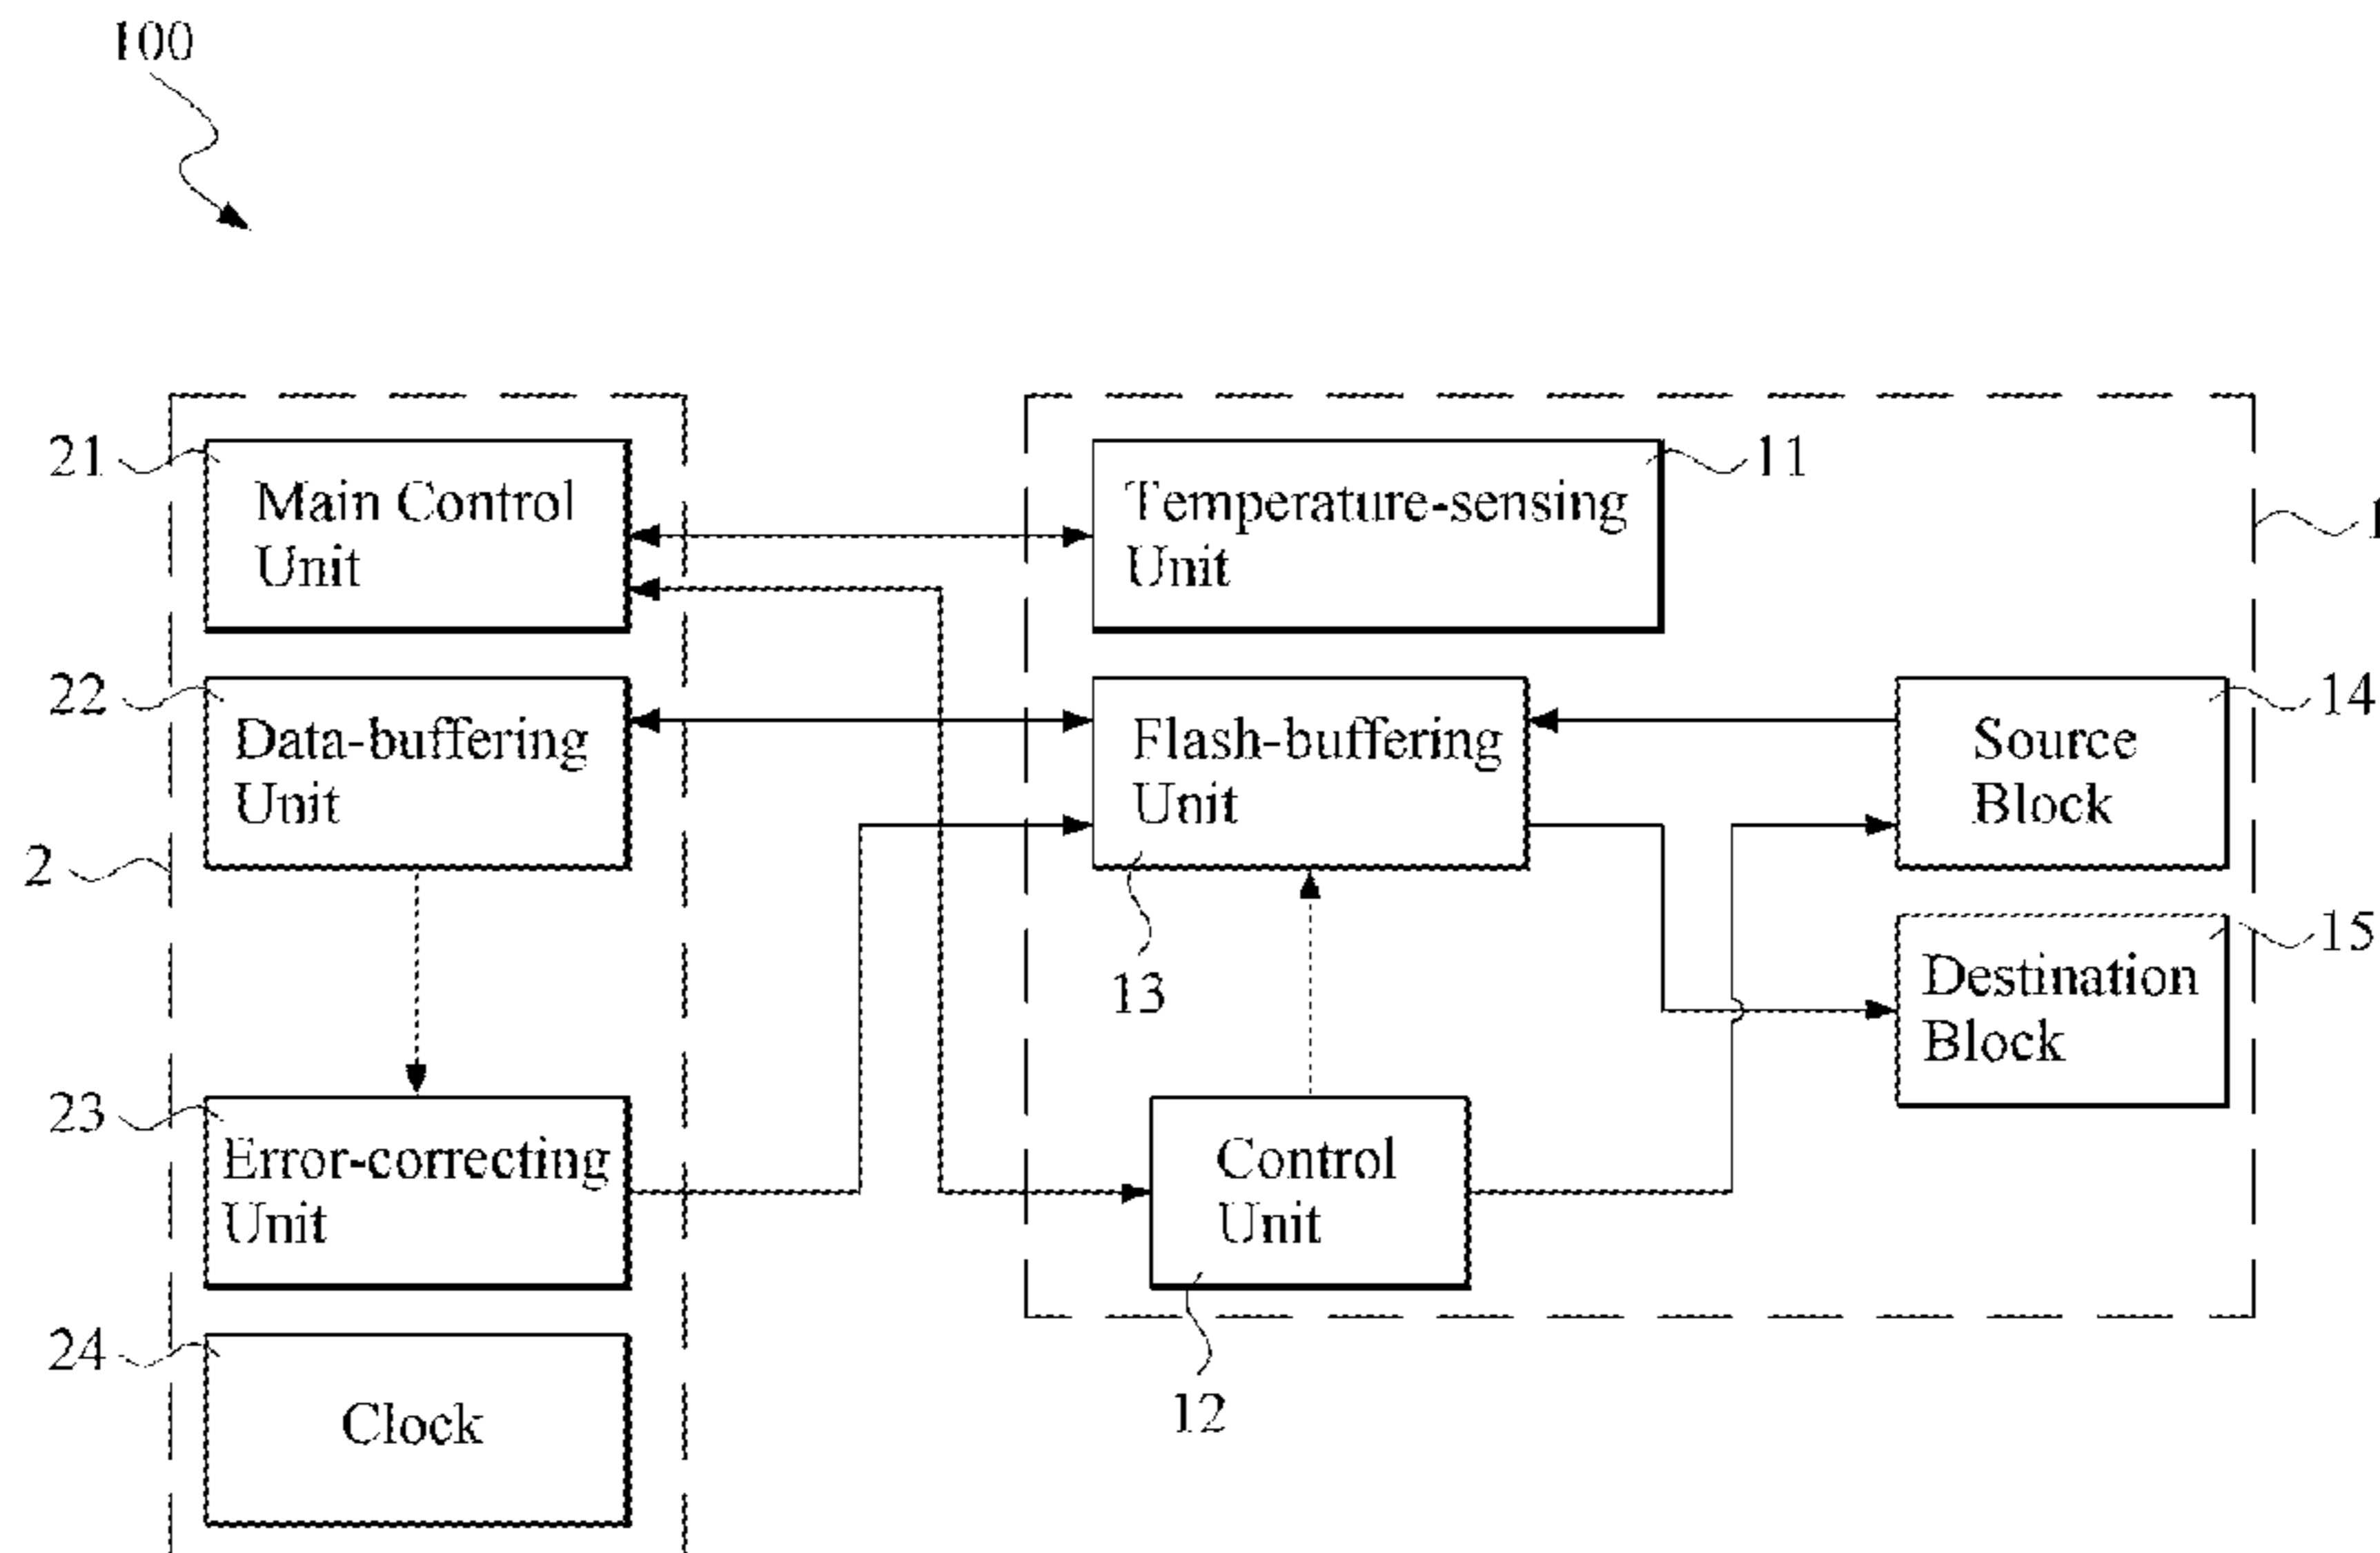 100
21
Main Control
Unit
Temperature-sensing
Unit
11
1
22
Data-buffering
Unit
Flash-buffering
Unit
13
Source
Block
14
2
Destination
Block
15
23
Error-correcting
Unit
Control
Unit
12
24
Clock